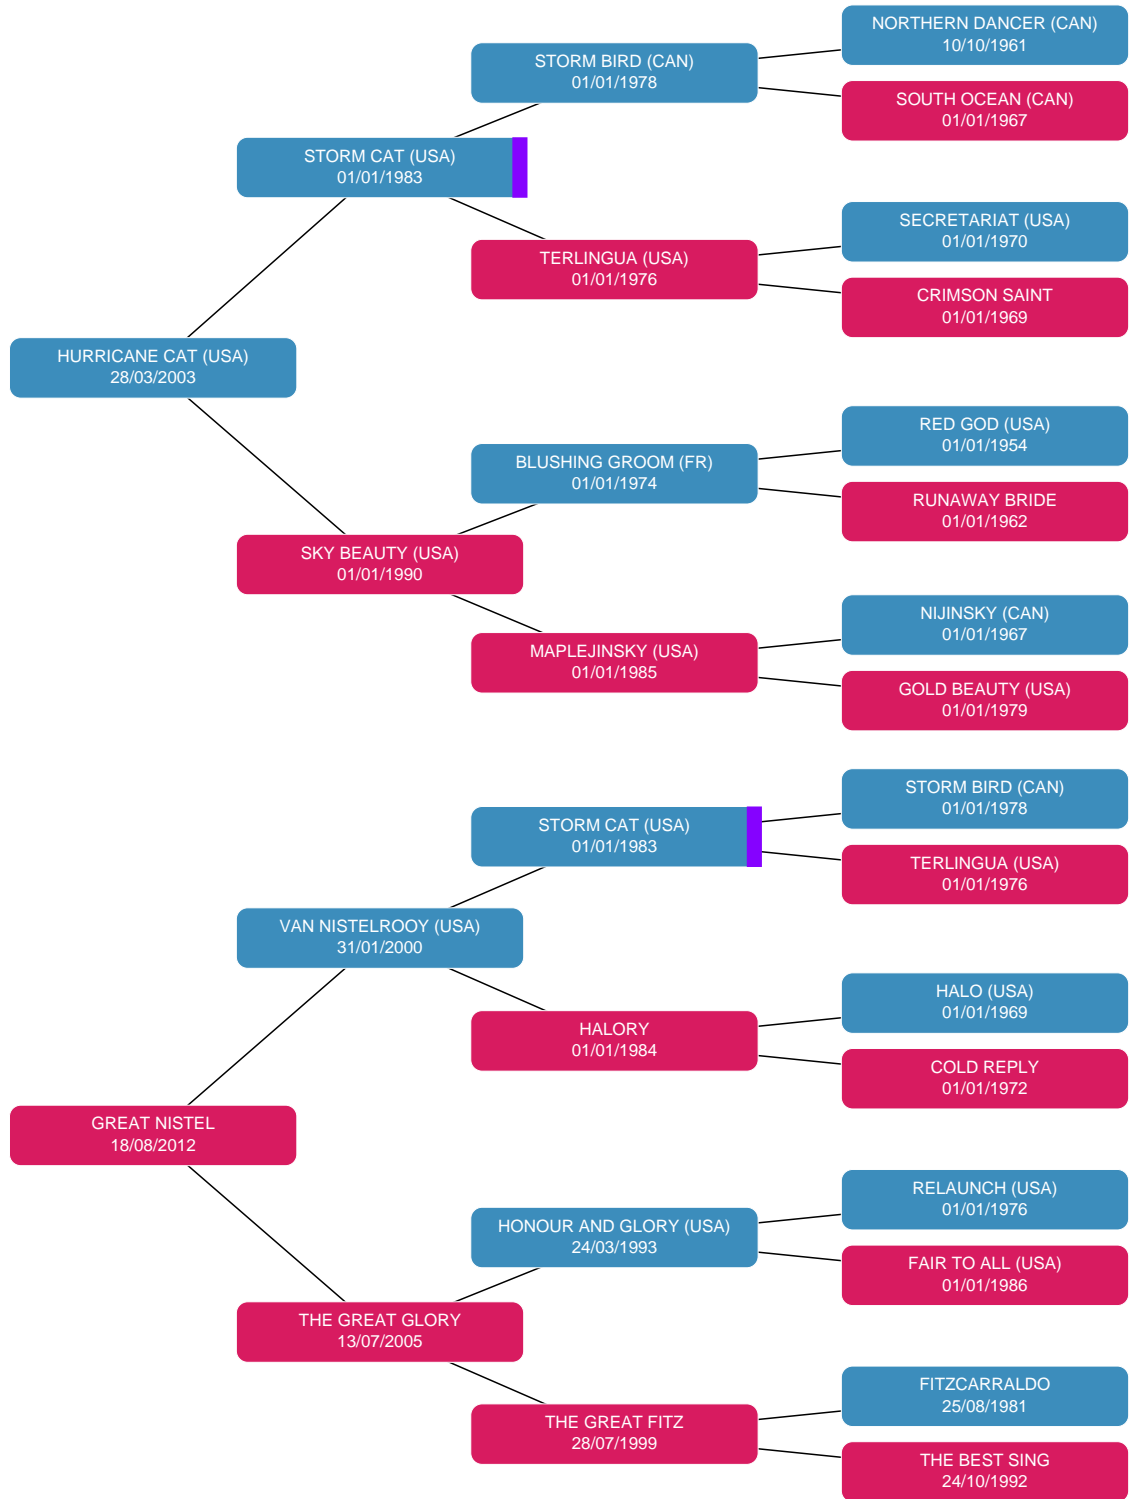 NORTHERN DANCER (CAN)
10/10/1961
STORM BIRD (CAN)
01/01/1978
SOUTH OCEAN (CAN)
01/01/1967
STORM CAT (USA)
01/01/1983
SECRETARIAT (USA)
01/01/1970
TERLINGUA (USA)
01/01/1976
CRIMSON SAINT
01/01/1969
HURRICANE CAT (USA)
28/03/2003
RED GOD (USA)
01/01/1954
BLUSHING GROOM (FR)
01/01/1974
RUNAWAY BRIDE
01/01/1962
SKY BEAUTY (USA)
01/01/1990
NIJINSKY (CAN)
01/01/1967
MAPLEJINSKY (USA)
01/01/1985
GOLD BEAUTY (USA)
01/01/1979
STORM BIRD (CAN)
01/01/1978
STORM CAT (USA)
01/01/1983
TERLINGUA (USA)
01/01/1976
VAN NISTELROOY (USA)
31/01/2000
HALO (USA)
01/01/1969
HALORY
01/01/1984
COLD REPLY
01/01/1972
GREAT NISTEL
18/08/2012
RELAUNCH (USA)
01/01/1976
HONOUR AND GLORY (USA)
24/03/1993
FAIR TO ALL (USA)
01/01/1986
THE GREAT GLORY
13/07/2005
FITZCARRALDO
25/08/1981
THE GREAT FITZ
28/07/1999
THE BEST SING
24/10/1992